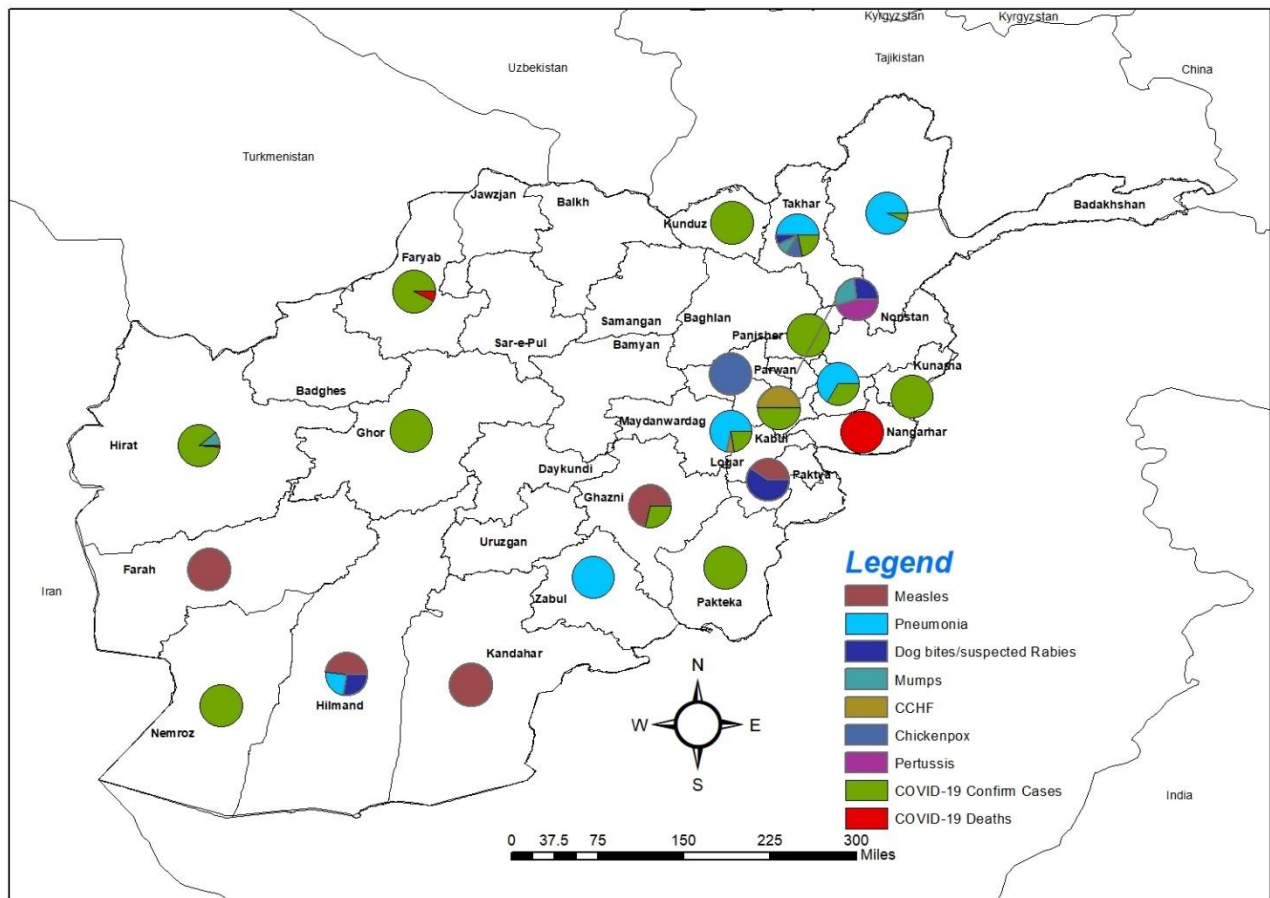 Kyrgyzstan
Kyrgyzstan
Tajikistan
Uzbekistan
China
Turkmenistan
Jawzjan
Balkh
Takhar
Kunduz
Badakhshan
Faryab
Samangan
Baghlan
Noristan
Panisher
Sar-e-Pul
Bamyan
Parwan
Kunarha
Badghes
Maydanwardag
Hirat
Ghor
Kabul
Nangarhar
Logar
Daykundi
Paktya
Ghazni
Uruzgan
Farah
Iran
Zabul
Pakteka
Kandahar
Hilmand
Nemroz
India
N
W
E
S
Legend
Measles
Pneumonia
Dog bites/suspected Rabies
Mumps
CCHF
Chickenpox
Pertussis
COVID-19 Confirm Cases
COVID-19 Deaths
0 37.5 75 150 225 300
Miles